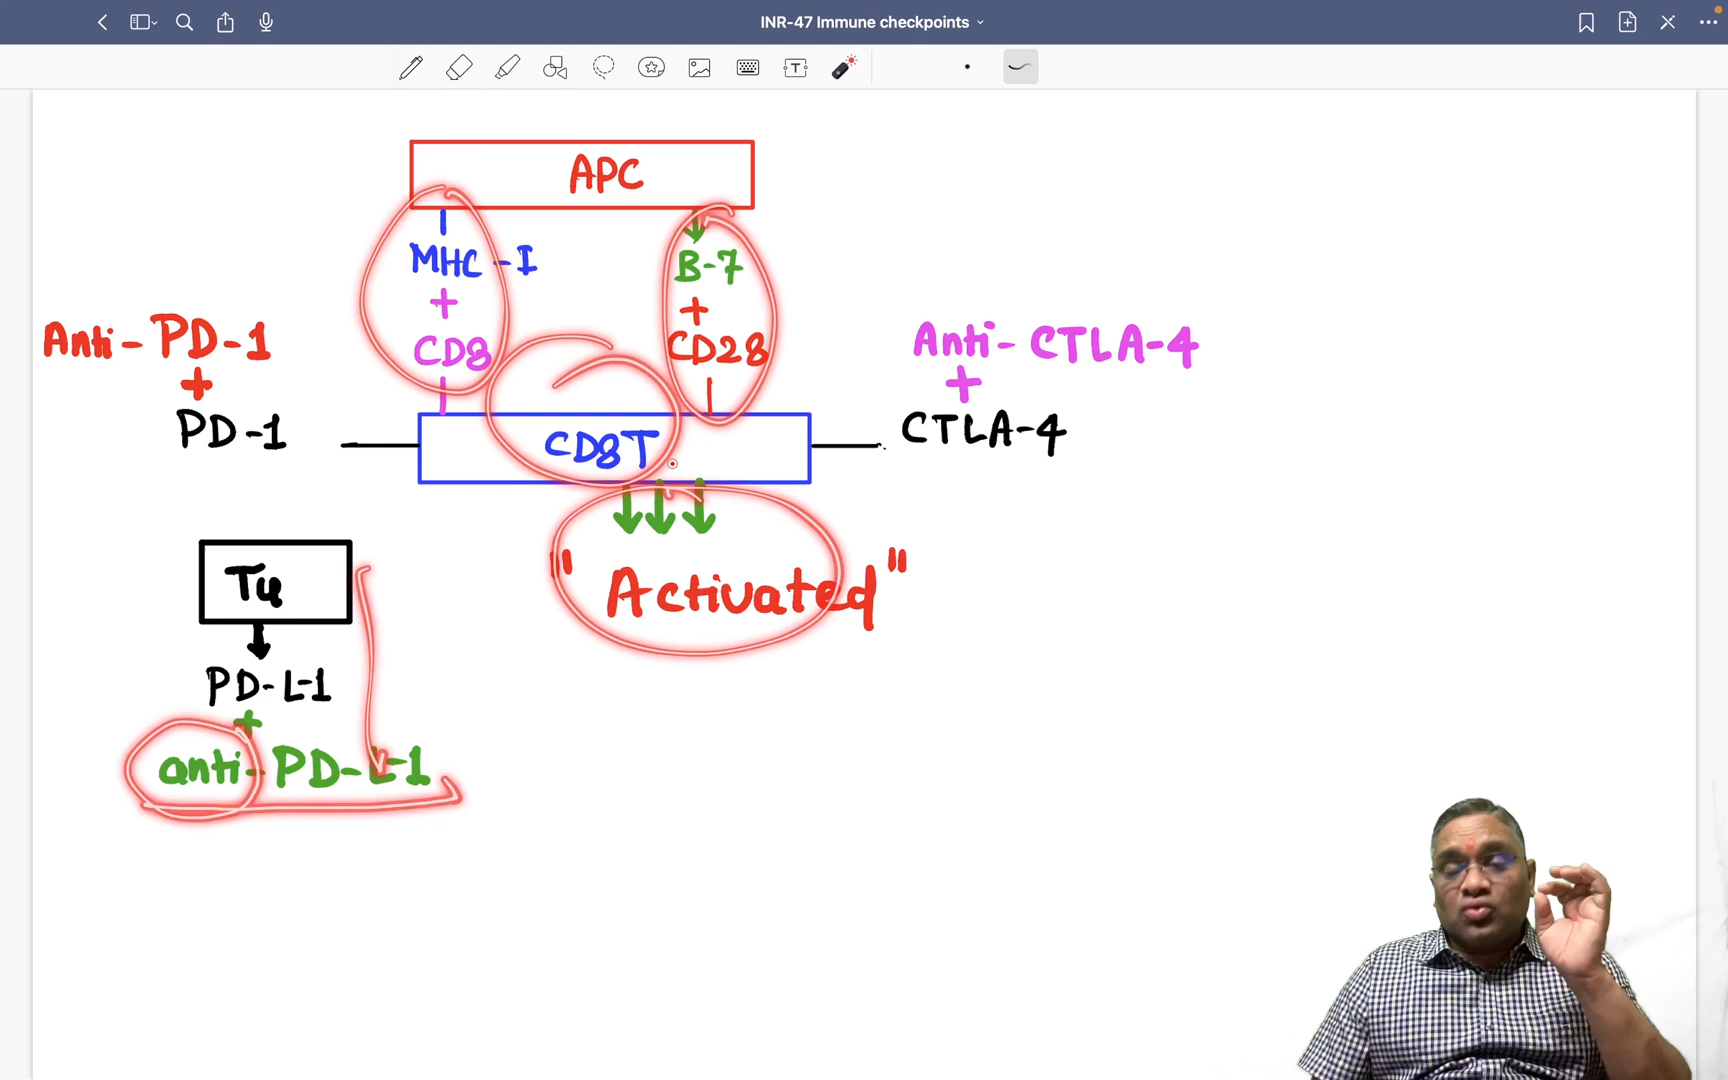 INR-47 Immune checkpoints
APC
MHC-I
+
CD8
B-7
+
CD28
Anti-PD-1
+
PD-1
CD8T
Anti-CTLA-4
+
CTLA-4
"Activated"
Tu
PD-L-1
+
anti-PD-L-1